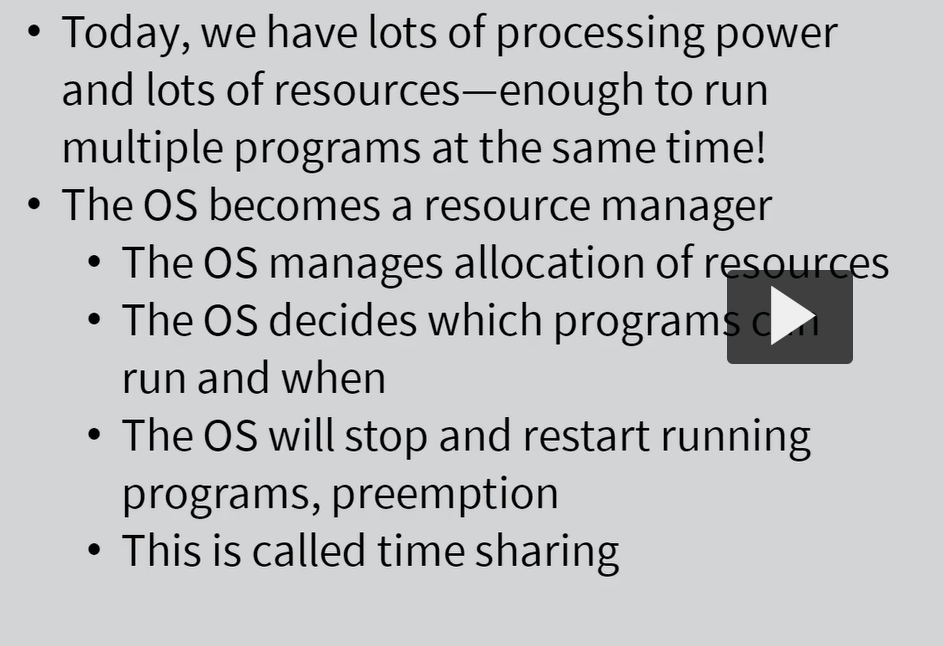 • Today, we have lots of processing power
and lots of resources—enough to run
multiple programs at the same time!
• The OS becomes a resource manager
• The OS manages allocation of resources
• The OS decides which programs can
run and when
• The OS will stop and restart running
programs, preemption
• This is called time sharing